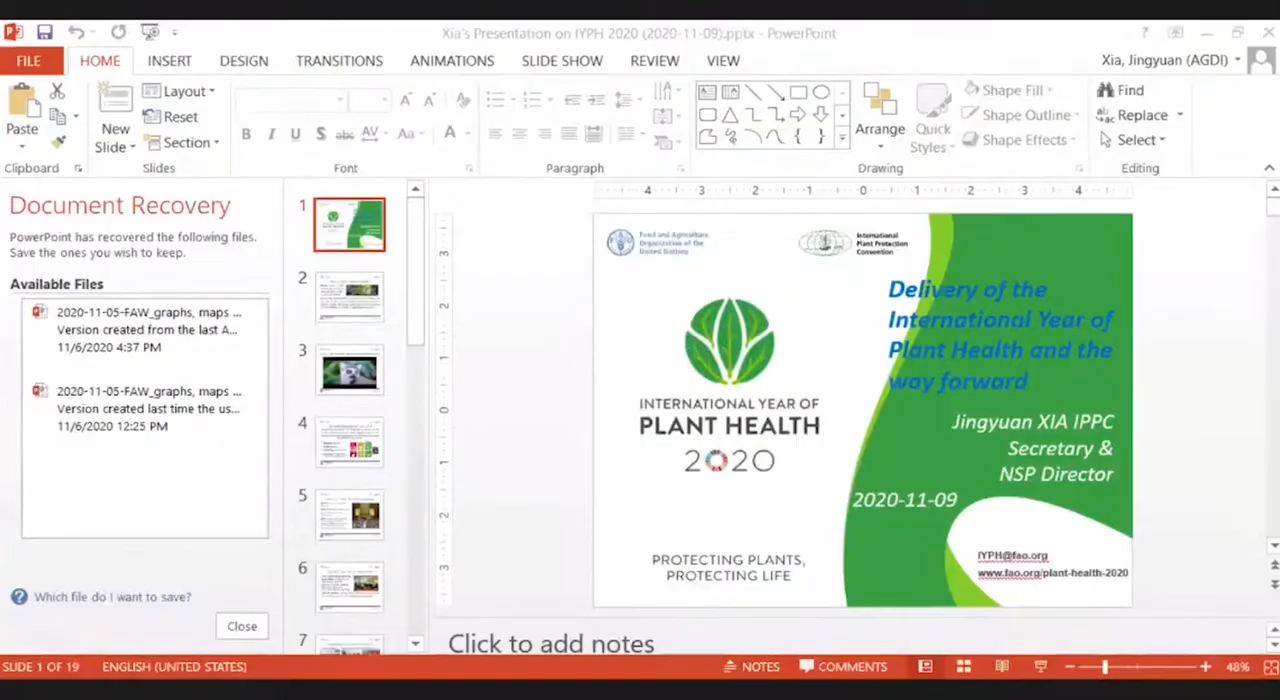 Xia's Presentation on IYPH 2020 (2020-11-09).pptx - PowerPoint
FILE
HOME
INSERT
DESIGN
TRANSITIONS
ANIMATIONS
SLIDE SHOW
REVIEW
VIEW
Xia, Jingyuan (AGDI)
Paste
New
Slide
Layout
Reset
Section
Arrange
Quick
Styles
Shape Fill
Shape Outline
Shape Effects
Find
Replace
Select
Clipboard
Slides
Font
Paragraph
Drawing
Editing
Document Recovery
PowerPoint has recovered the following files.
Save the ones you wish to keep.
Available Files
2020-11-05-FAW_graphs, maps ...
Version created from the last A...
11/6/2020 4:37 PM
2020-11-05-FAW_graphs, maps ...
Version created last time the us...
11/6/2020 12:25 PM
Which file do I want to save?
Close
1
2
3
4
5
6
7
Food and Agriculture
Organization of the
United Nations
International
Plant Protection
Convention
Delivery of the
International Year of
Plant Health and the
way forward
INTERNATIONAL YEAR OF
PLANT HEALTH
2020
Jingyuan XIA IPPC
Secretary &
NSP Director
2020-11-09
PROTECTING PLANTS,
PROTECTING LIFE
IYPH@fao.org
www.fao.org/plant-health-2020
Click to add notes
SLIDE 1 OF 19
ENGLISH (UNITED STATES)
NOTES
COMMENTS
48%